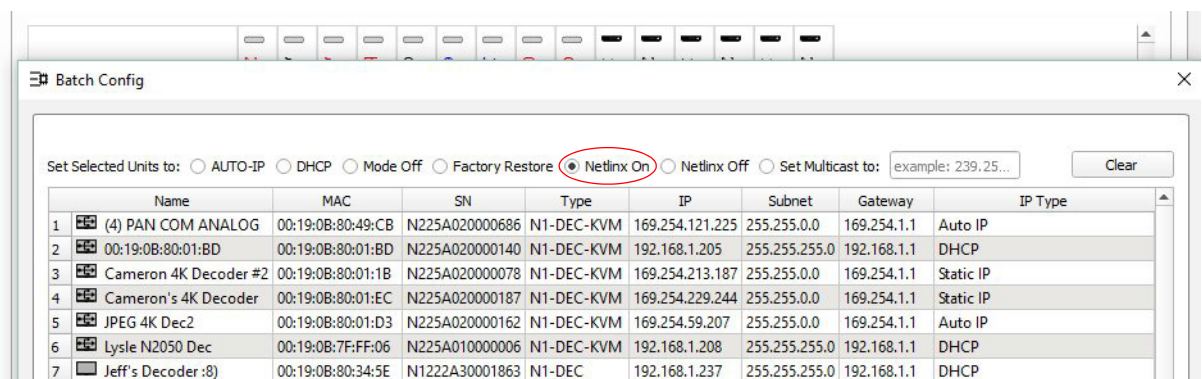 Batch Config
Set Selected Units to: AUTO-IP DHCP Mode Off Factory Restore Netlinx On Netlinx Off Set Multicast to: example: 239.25... Clear
Name MAC SN Type IP Subnet Gateway IP Type
1 (4) PAN COM ANALOG 00:19:0B:80:49:CB N225A020000686 N1-DEC-KVM 169.254.121.225 255.255.0.0 169.254.1.1 Auto IP
2 00:19:0B:80:01:BD 00:19:0B:80:01:BD N225A020000140 N1-DEC-KVM 192.168.1.205 255.255.255.0 192.168.1.1 DHCP
3 Cameron 4K Decoder #2 00:19:0B:80:01:1B N225A020000078 N1-DEC-KVM 169.254.213.187 255.255.0.0 169.254.1.1 Static IP
4 Cameron's 4K Decoder 00:19:0B:80:01:EC N225A020000187 N1-DEC-KVM 169.254.229.244 255.255.0.0 169.254.1.1 Static IP
5 JPEG 4K Dec2 00:19:0B:80:01:D3 N225A020000162 N1-DEC-KVM 169.254.59.207 255.255.0.0 169.254.1.1 Auto IP
6 Lysle N2050 Dec 00:19:0B:7F:FF:06 N225A010000006 N1-DEC-KVM 192.168.1.208 255.255.255.0 192.168.1.1 DHCP
7 Jeff's Decoder :8) 00:19:0B:80:34:5E N1222A30001863 N1-DEC 192.168.1.237 255.255.255.0 192.168.1.1 DHCP